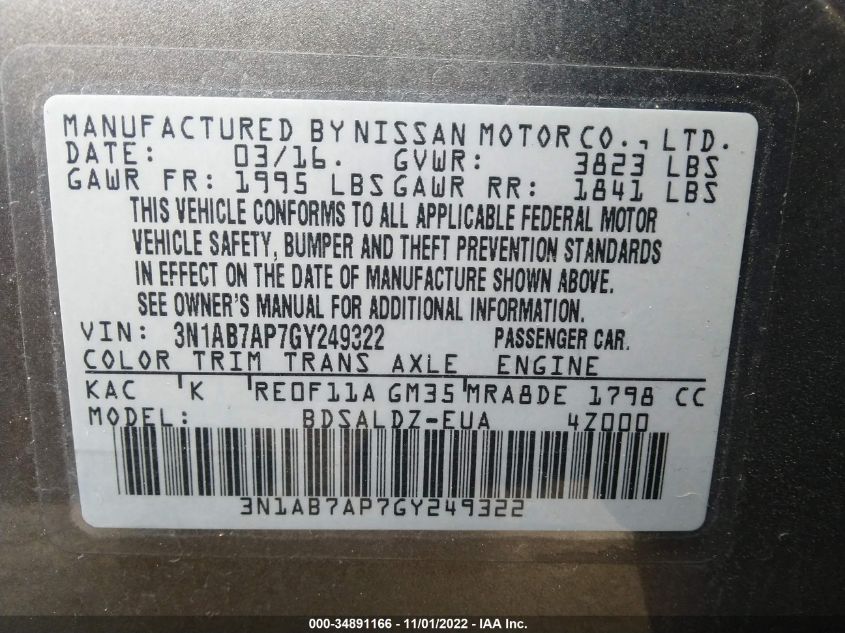 MANUFACTURED BY NISSAN MOTOR CO., LTD.
DATE: 03/16. GVWR: 3823 LBS
GAWR FR: 1995 LBS GAWR RR: 1841 LBS
THIS VEHICLE CONFORMS TO ALL APPLICABLE FEDERAL MOTOR
VEHICLE SAFETY, BUMPER AND THEFT PREVENTION STANDARDS
IN EFFECT ON THE DATE OF MANUFACTURE SHOWN ABOVE.
SEE OWNER'S MANUAL FOR ADDITIONAL INFORMATION.
VIN: 3N1AB7AP7GY249322 PASSENGER CAR.
COLOR TRIM TRANS AXLE ENGINE
KAC K RE0F11A GM35 MRA8DE 1798 CC
MODEL: BDSALDZ-EUA 4Z000
3N1AB7AP7GY249322
000-34891166 - 11/01/2022 - IAA Inc.